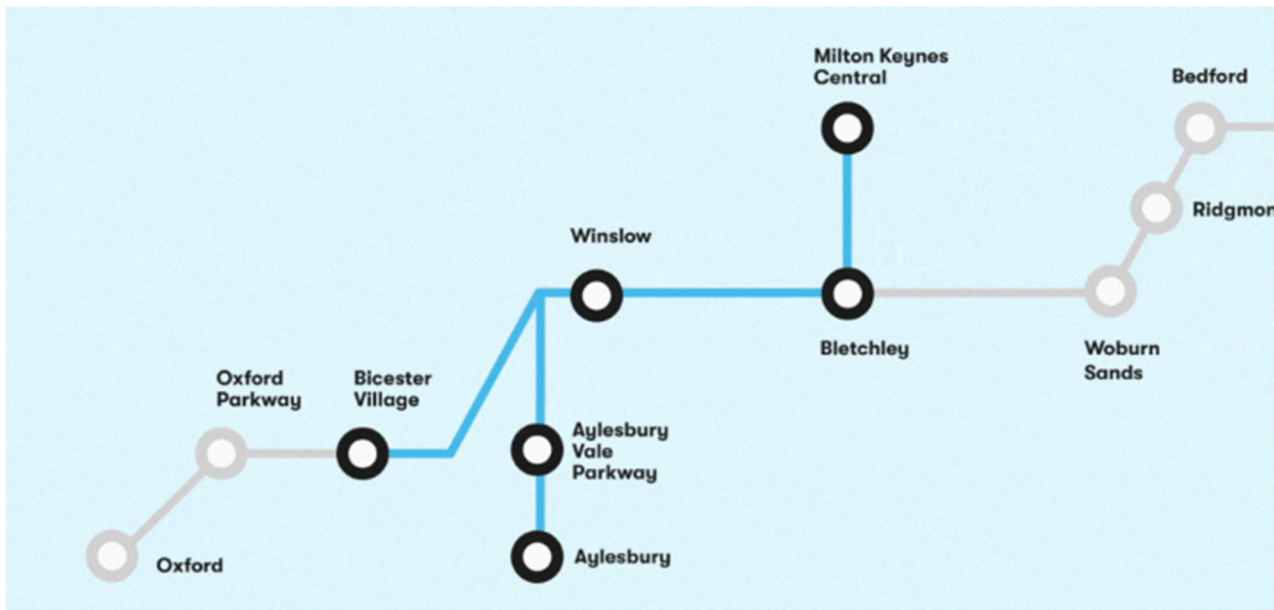 Milton Keynes
Central
Bedford
Ridgmon
Winslow
Bletchley
Woburn
Sands
Oxford
Parkway
Bicester
Village
Aylesbury
Vale
Parkway
Oxford
Aylesbury